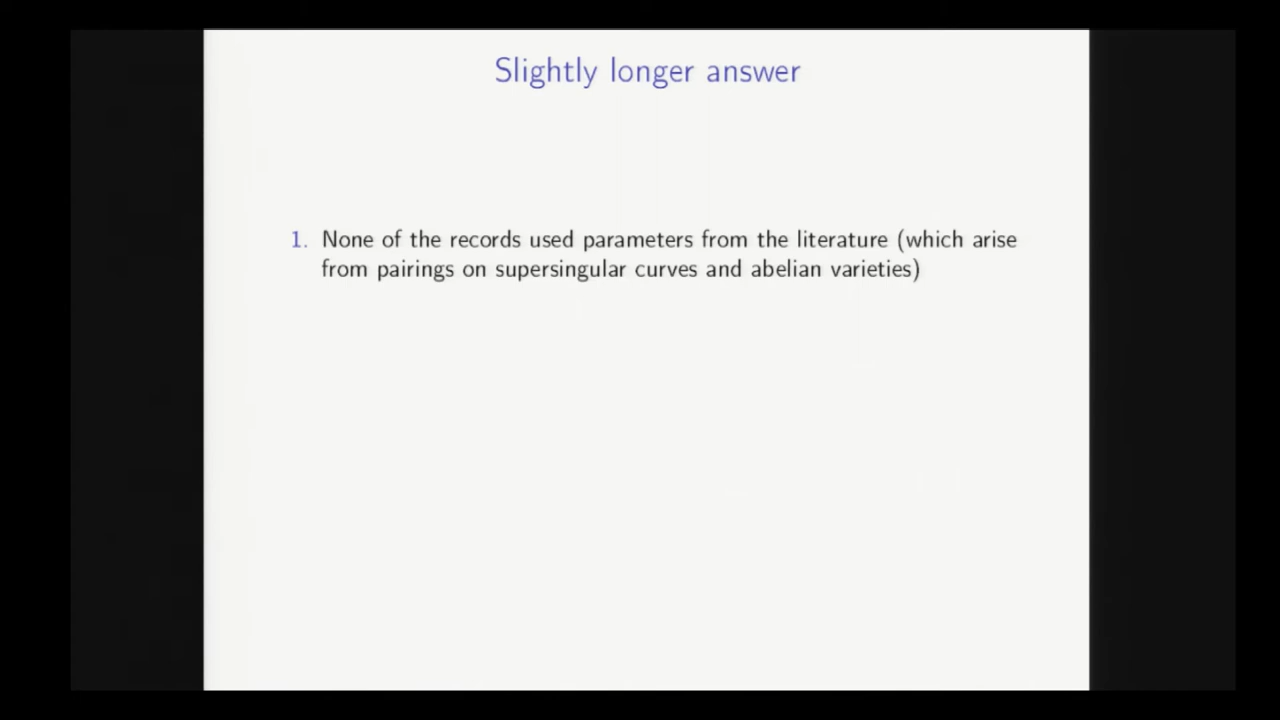 Slightly longer answer
1. None of the records used parameters from the literature (which arise
from pairings on supersingular curves and abelian varieties)